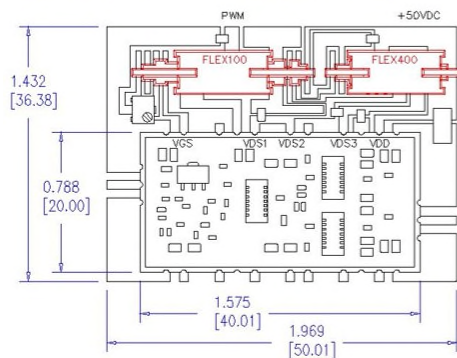 PWM +50VDC
FLEX100 FLEX400
1.432
[36.38]
VGS VDS1 VDS2 VDS3 VDD
0.788
[20.00]
1.575
[40.01]
1.969
[50.01]